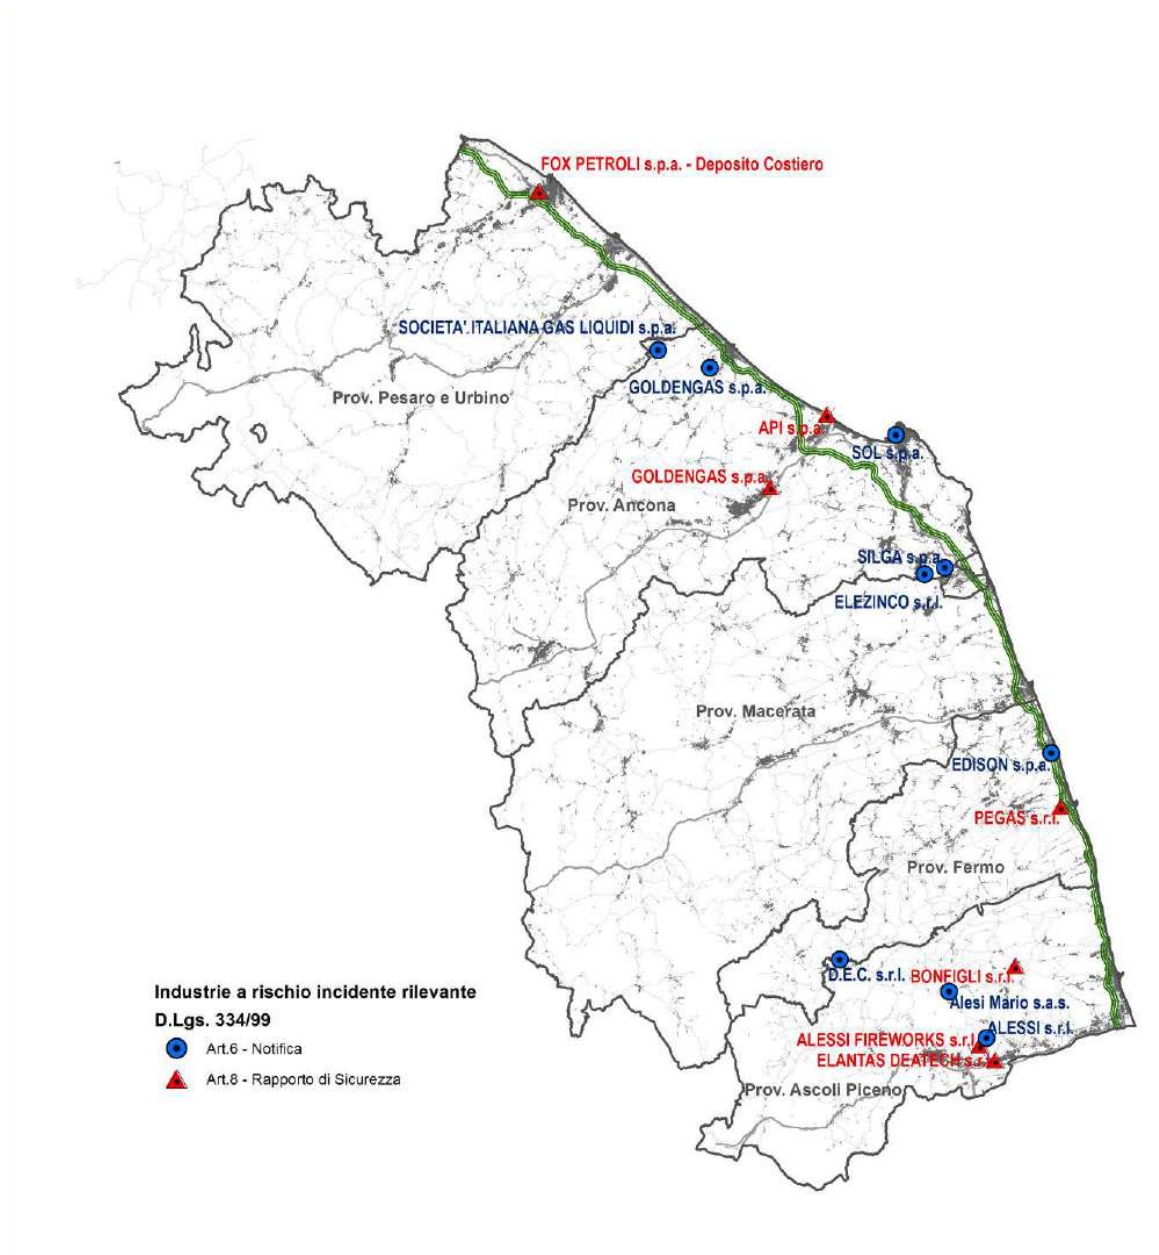 FOX PETROLI s.p.a. - Deposito Costiero
SOCIETA' ITALIANA GAS LIQUIDI s.p.a.
GOLDENGAS s.p.a.
Prov. Pesaro e Urbino
API s.p.a.
SOL s.p.a.
GOLDENGAS s.p.a.
Prov. Ancona
SILGA s.p.a.
ELEZINCO s.r.l.
Prov. Macerata
EDISON s.p.a.
PEGAS s.r.l.
Prov. Fermo
D.E.C. s.r.l.
BONFIGLI s.r.l.
Alesi Mario s.a.s.
ALESSI s.r.l.
ALESSI FIREWORKS s.r.l.
ELANTAS DEATECH s.r.l.
Prov. Ascoli Piceno
Industrie a rischio incidente rilevante
D.Lgs. 334/99
Art.6 - Notifica
Art.8 - Rapporto di Sicurezza